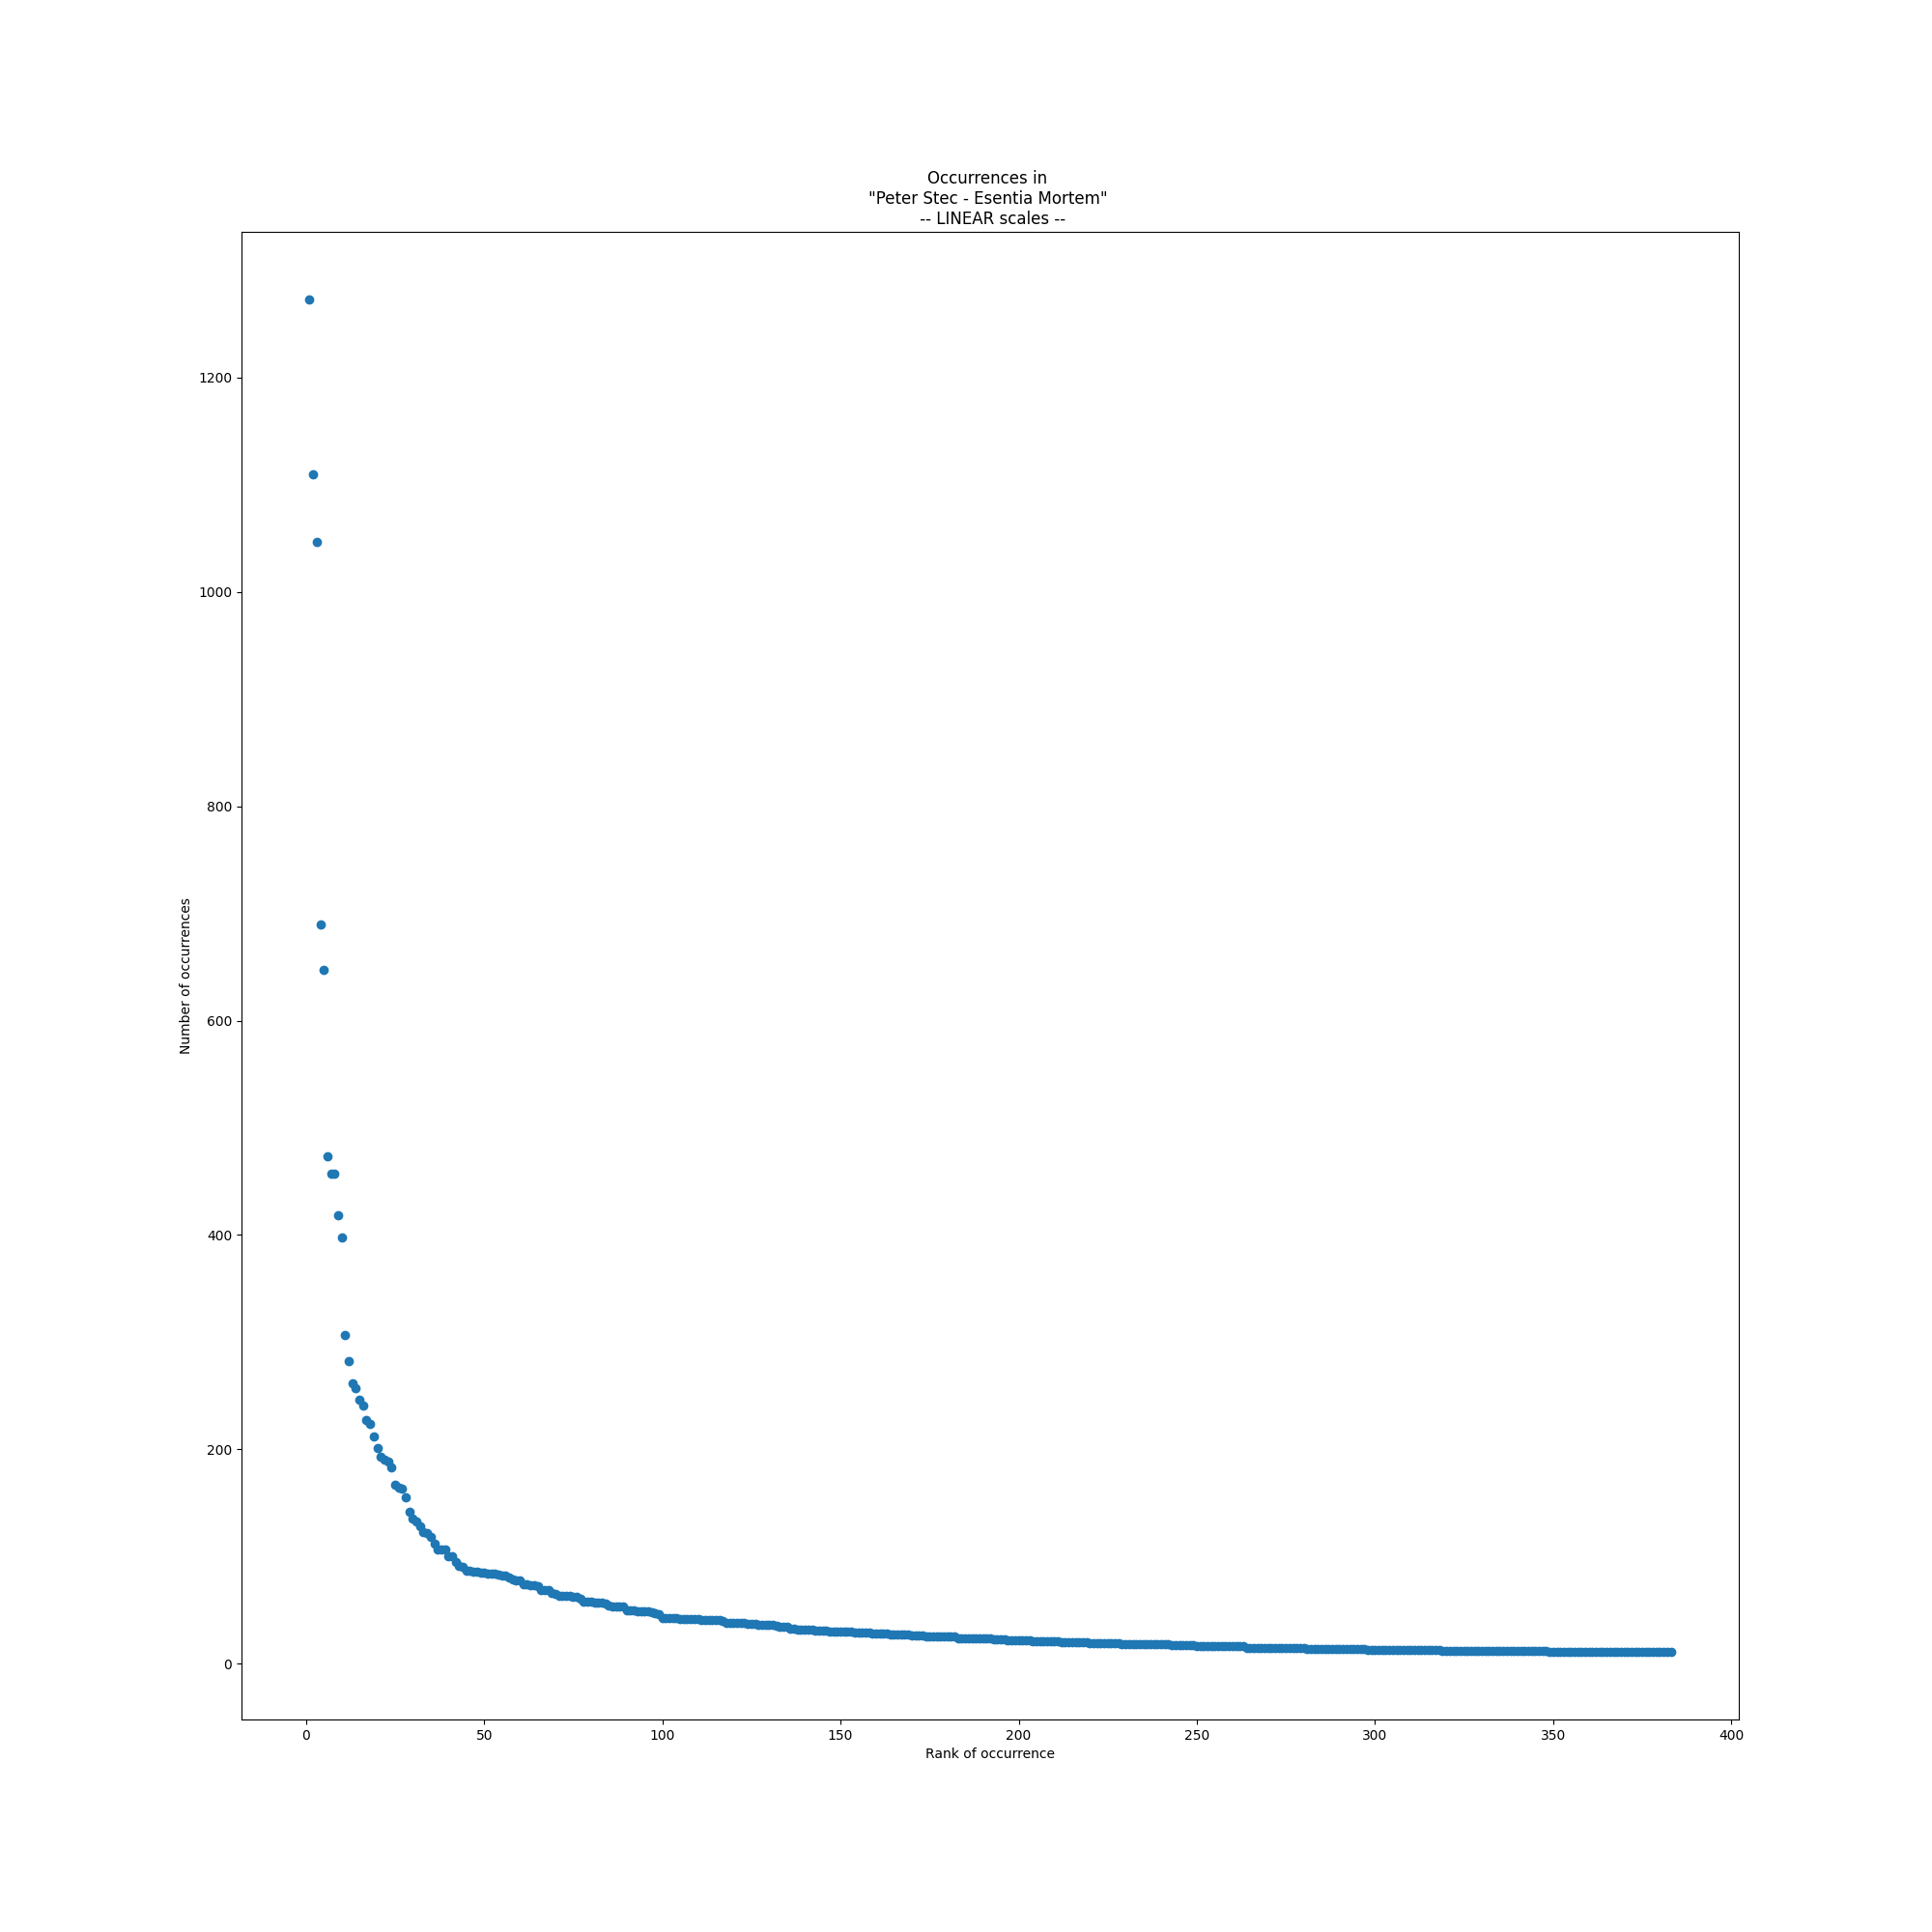 Occurrences in
"Peter Stec - Esentia Mortem"
-- LINEAR scales --
1200
1000
800
600
400
200
0
Number of occurrences
0 50 100 150 200 250 300 350 400
Rank of occurrence